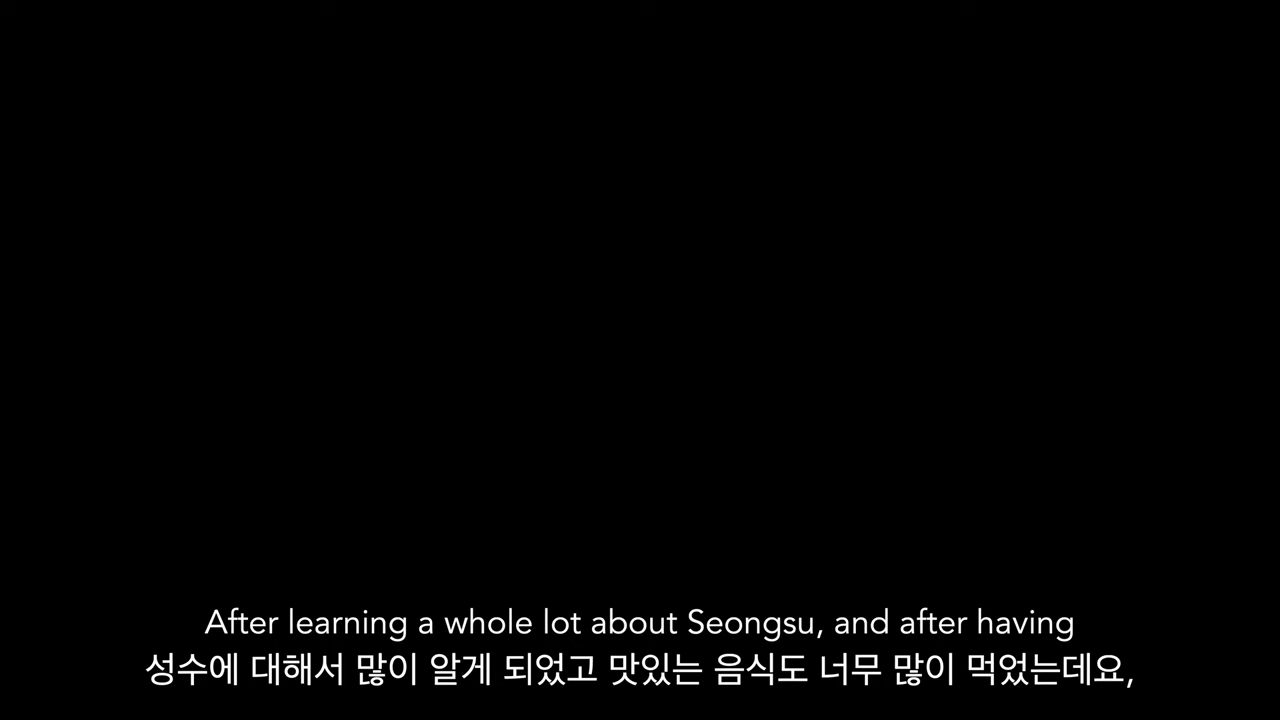 After learning a whole lot about Seongsu, and after having
성수에 대해서 많이 알게 되었고 맛있는 음식도 너무 많이 먹었는데요,